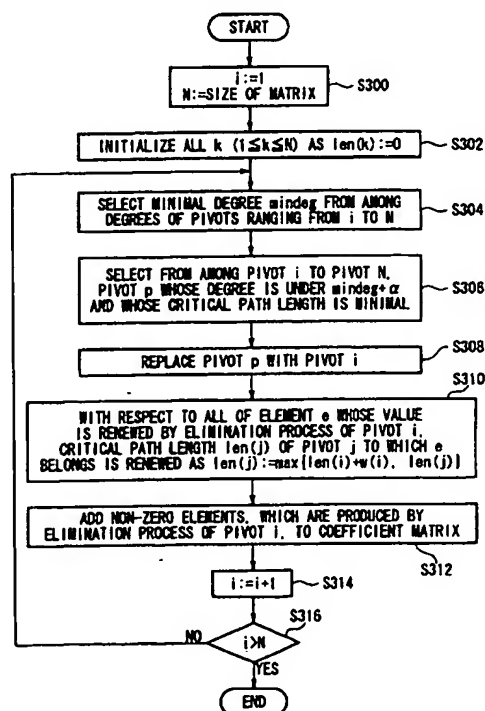 START
i:=1
N:=SIZE OF MATRIX
S300
INITIALIZE ALL k (1≦k≦N) AS len(k):=0
S302
SELECT MINIMAL DEGREE mindeg FROM AMONG
DEGREES OF PIVOTS RANGING FROM i TO N
S304
SELECT FROM AMONG PIVOT i TO PIVOT N,
PIVOT p WHOSE DEGREE IS UNDER mindeg+α
AND WHOSE CRITICAL PATH LENGTH IS MINIMAL
S306
REPLACE PIVOT p WITH PIVOT i
S308
S310
WITH RESPECT TO ALL OF ELEMENT e WHOSE VALUE
IS RENEWED BY ELIMINATION PROCESS OF PIVOT i,
CRITICAL PATH LENGTH len(j) OF PIVOT j TO WHICH e
BELONGS IS RENEWED AS len(j):=max{len(i)+w(i), len(j)}
ADD NON-ZERO ELEMENTS, WHICH ARE PRODUCED BY
ELIMINATION PROCESS OF PIVOT i, TO COEFFICIENT MATRIX
S312
i:=i+1
S314
S316
NO
i>N
YES
END